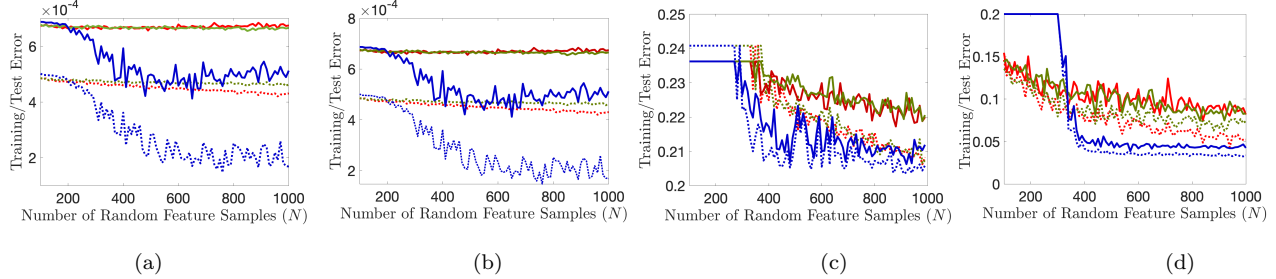 ×10⁻⁴
6
4
2
Training/Test Error
200 400 600 800 1000
Number of Random Feature Samples (N)
(a)
×10⁻⁴
8
6
4
2
Training/Test Error
200 400 600 800 1000
Number of Random Feature Samples (N)
(b)
0.25
0.24
0.23
0.22
0.21
0.2
Training/Test Error
200 400 600 800 1000
Number of Random Feature Samples (N)
(c)
0.2
0.15
0.1
0.05
0
Training/Test Error
200 400 600 800 1000
Number of Random Feature Samples (N)
(d)